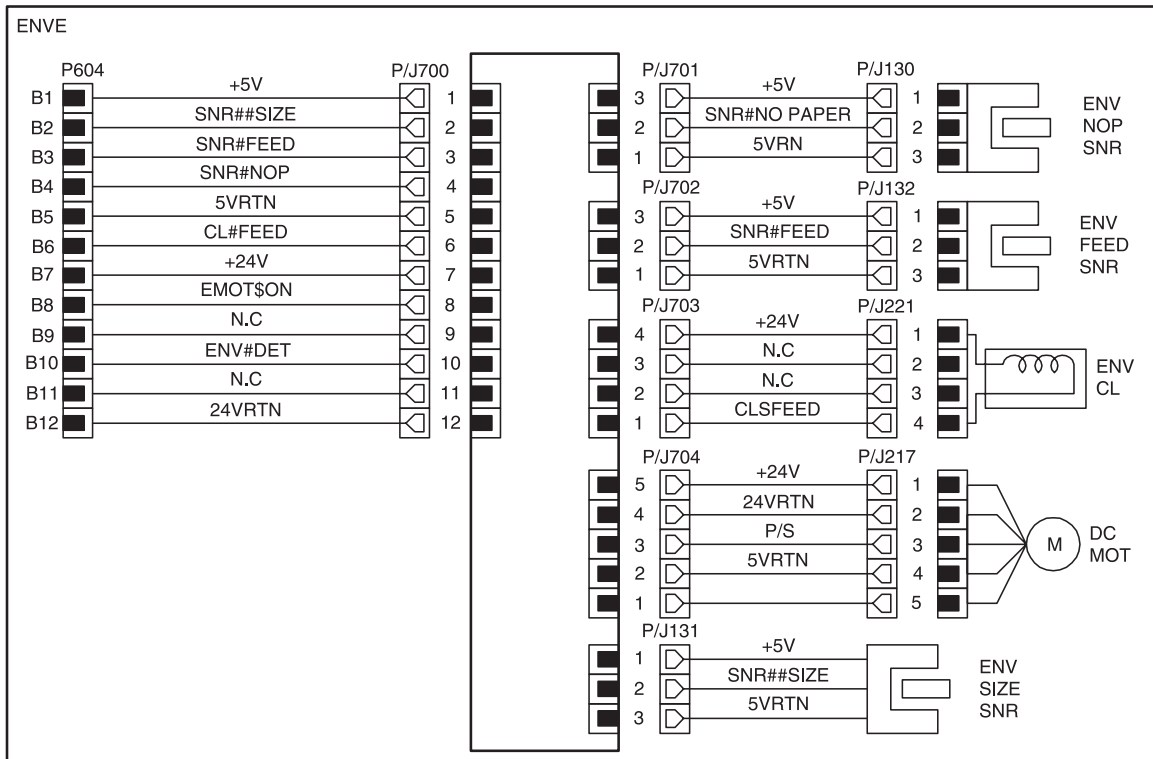 ENVE
P604 P/J700
B1 +5V 1
B2 SNR##SIZE 2
B3 SNR#FEED 3
B4 SNR#NOP 4
B5 5VRTN 5
B6 CL#FEED 6
B7 +24V 7
B8 EMOT$ON 8
B9 N.C 9
B10 ENV#DET 10
B11 N.C 11
B12 24VRTN 12
P/J701 P/J130
3 +5V 1
2 SNR#NO PAPER 2
1 5VRN 3
ENV
NOP
SNR
P/J702 P/J132
3 +5V 1
2 SNR#FEED 2
1 5VRTN 3
ENV
FEED
SNR
P/J703 P/J221
4 +24V 1
3 N.C 2
2 N.C 3
1 CLSFEED 4
ENV
CL
P/J704 P/J217
5 +24V 1
4 24VRTN 2
3 P/S 3
2 5VRTN 4
1 5
M
DC
MOT
P/J131
1 +5V
2 SNR##SIZE
3 5VRTN
ENV
SIZE
SNR